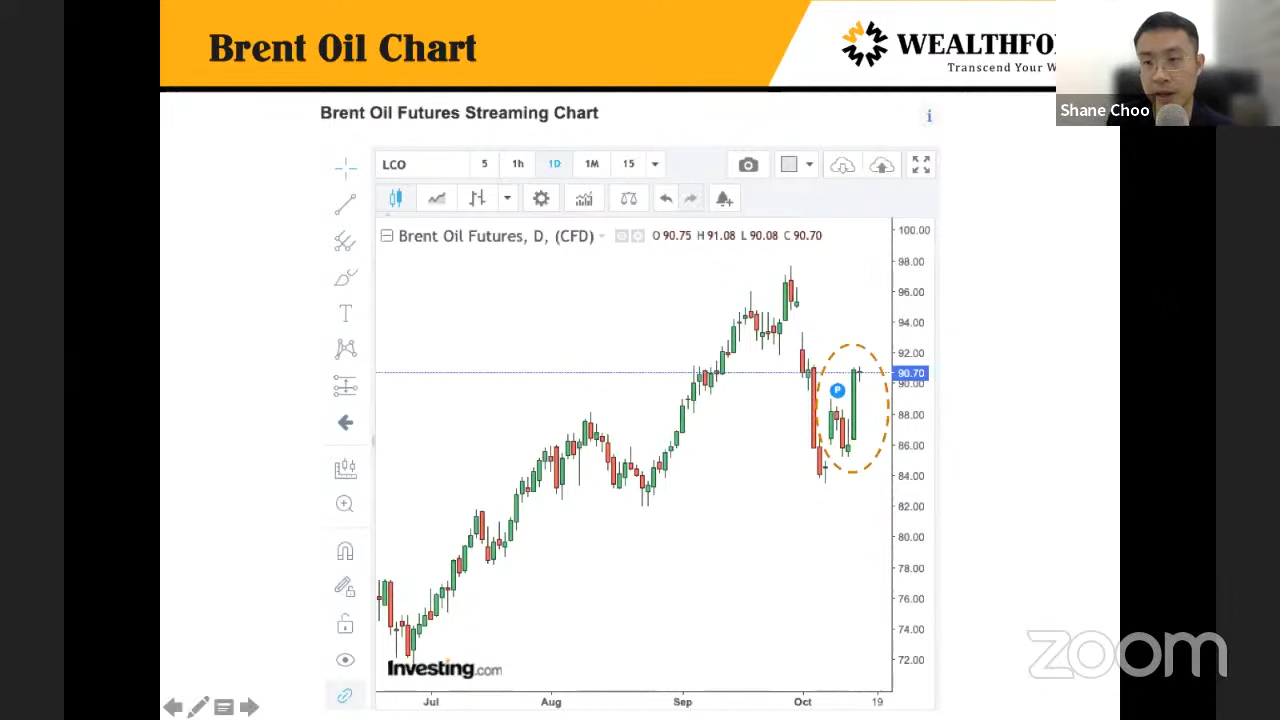 Brent Oil Chart
WEALTHFO
Transcend Your W
Shane Choo
Brent Oil Futures Streaming Chart
i
LCO 5 1h 1D 1M 15
T
Brent Oil Futures, D, (CFD) O 90.75 H 91.08 L 90.08 C 90.70
100.00
98.00
96.00
94.00
92.00
90.70
90.00
P
88.00
86.00
84.00
82.00
80.00
78.00
76.00
74.00
72.00
Investing.com
Jul Aug Sep Oct 19
zoom